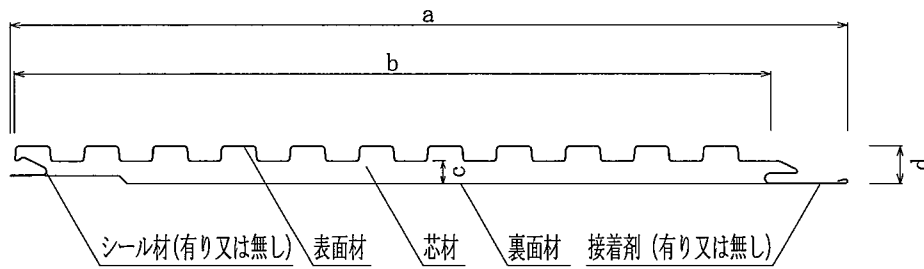 a
b
c
d
シール材(有り又は無し)
表面材
芯材
裏面材
接着剤 (有り又は無し)